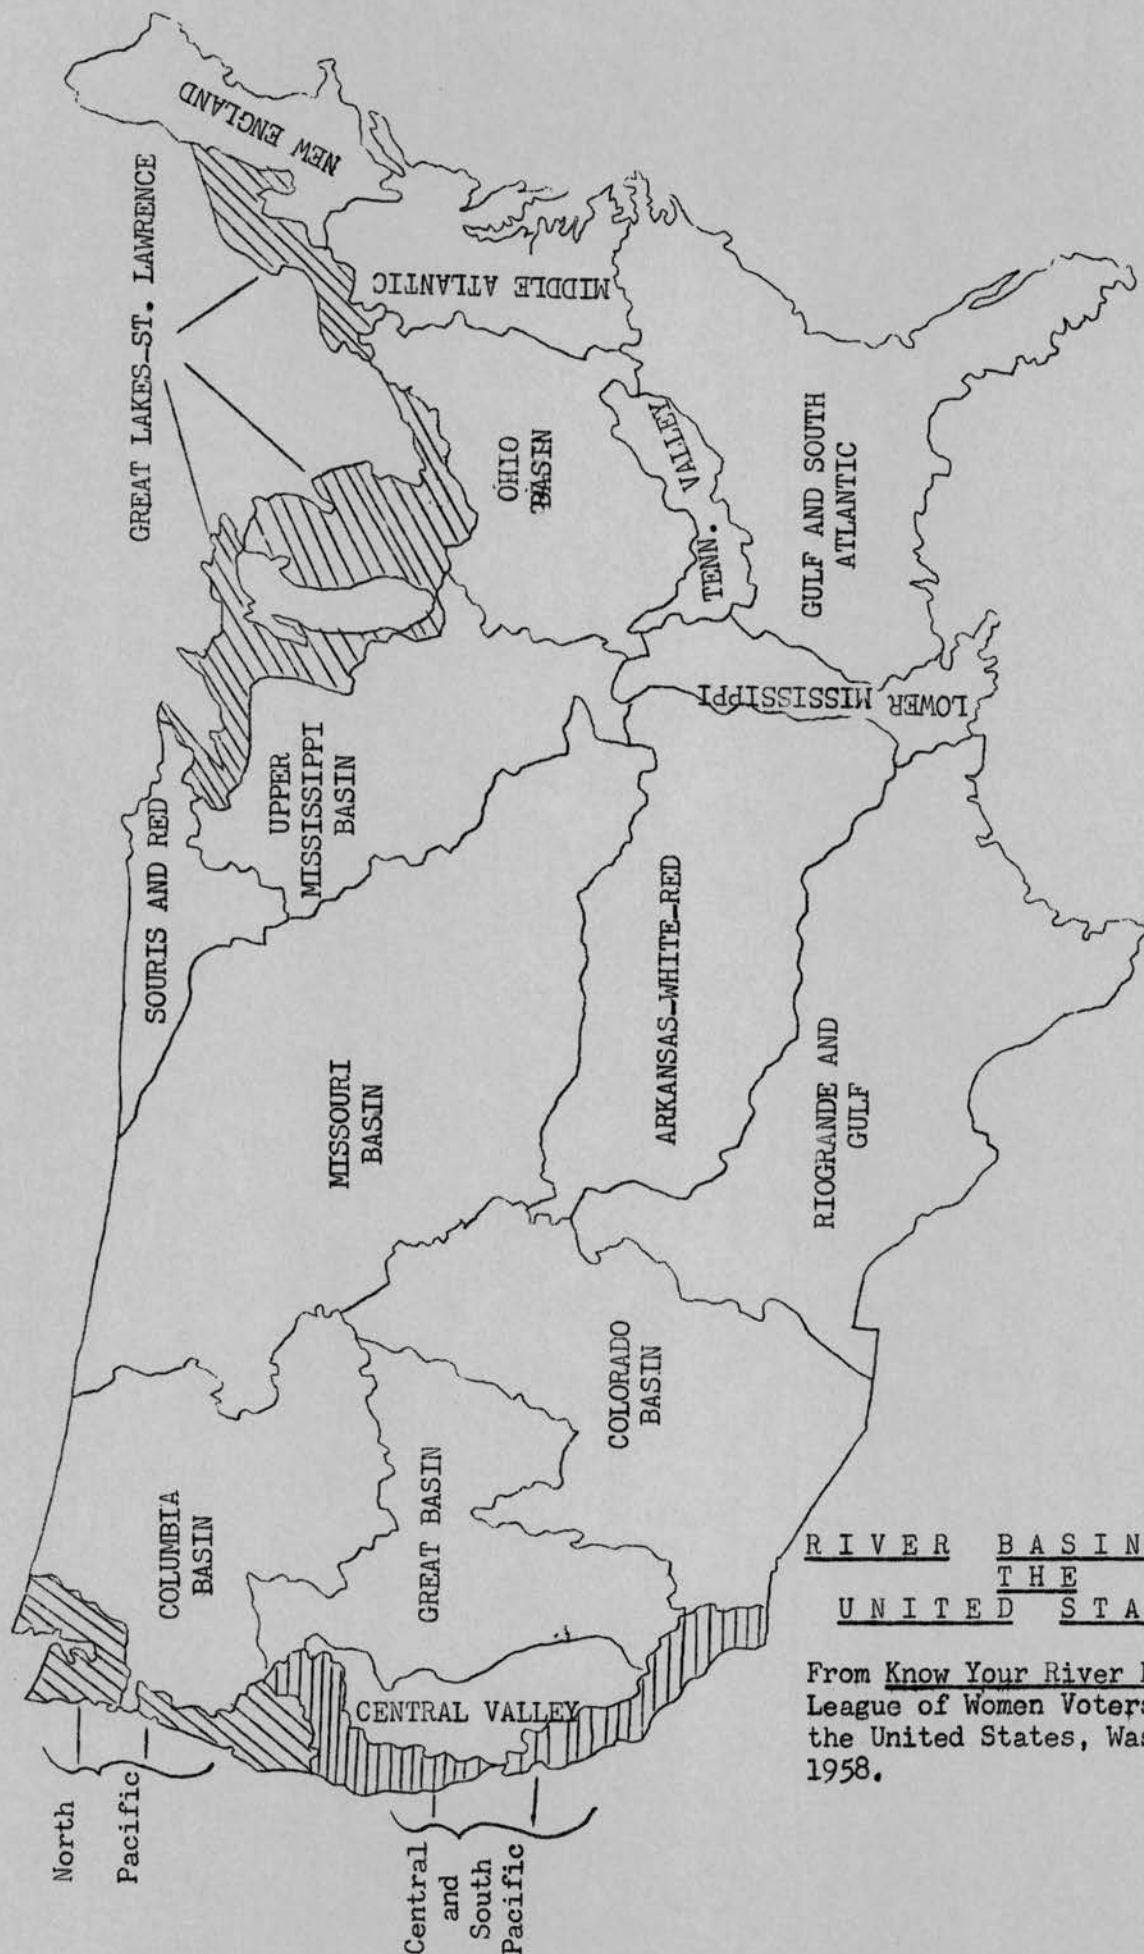 NEW ENGLAND
GREAT LAKES-ST. LAWRENCE
MIDDLE ATLANTIC
OHIO
BASIN
TENN. VALLEY
GULF AND SOUTH
ATLANTIC
LOWER MISSISSIPPI
UPPER
MISSISSIPPI
BASIN
SOURIS AND RED
MISSOURI
BASIN
ARKANSAS-WHITE-RED
RIOGRANDE AND
GULF
COLORADO
BASIN
COLUMBIA
BASIN
GREAT BASIN
CENTRAL VALLEY
North
Pacific
Central
and
South
Pacific
RIVER BASIN
THE
UNITED STA
From Know Your River
League of Women Voters
the United States, Was
1958.